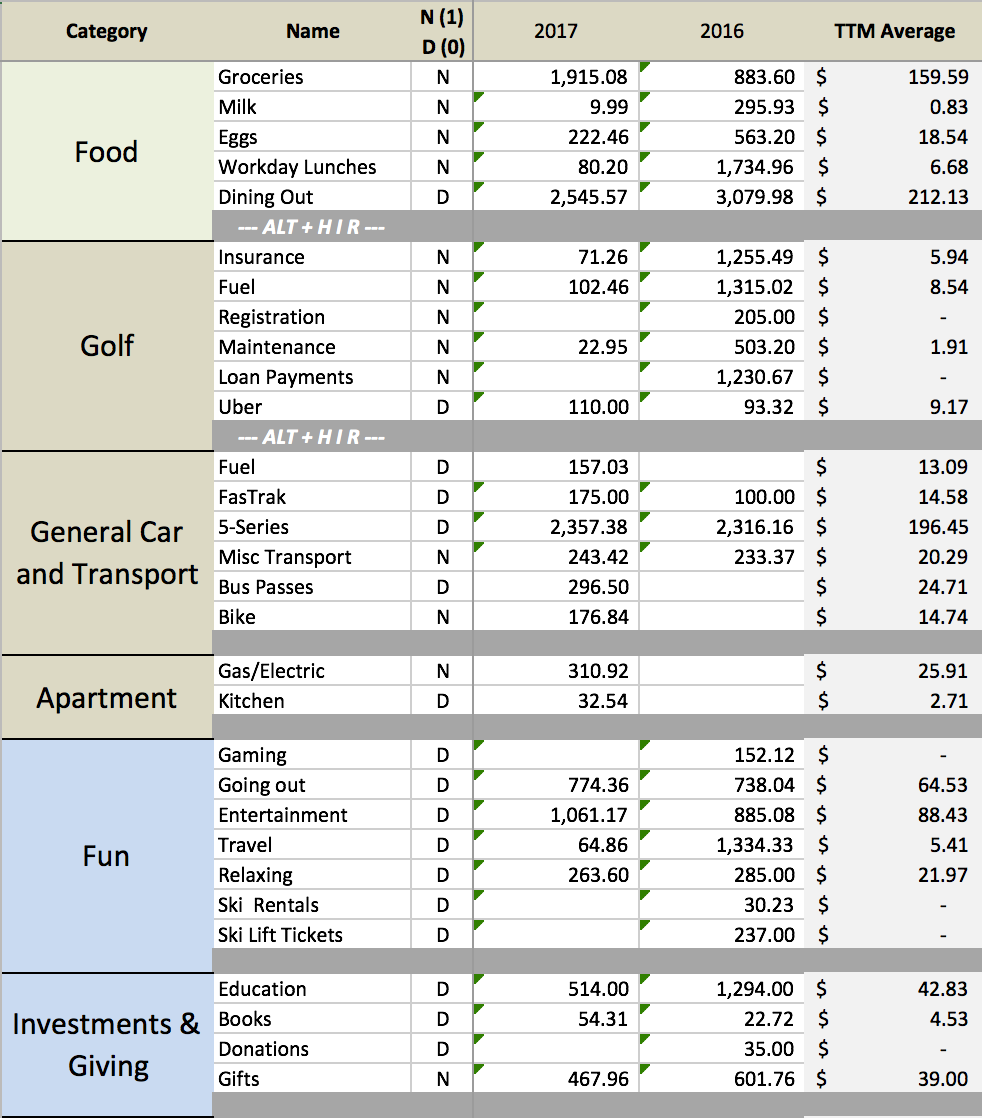 Category Name N (1) D (0) 2017 2016 TTM Average
Food
Groceries N 1,915.08 883.60 $ 159.59
Milk N 9.99 295.93 $ 0.83
Eggs N 222.46 563.20 $ 18.54
Workday Lunches N 80.20 1,734.96 $ 6.68
Dining Out D 2,545.57 3,079.98 $ 212.13
--- ALT + H I R ---
Golf
Insurance N 71.26 1,255.49 $ 5.94
Fuel N 102.46 1,315.02 $ 8.54
Registration N 205.00 $ -
Maintenance N 22.95 503.20 $ 1.91
Loan Payments N 1,230.67 $ -
Uber D 110.00 93.32 $ 9.17
--- ALT + H I R ---
General Car
and Transport
Fuel D 157.03 $ 13.09
FasTrak D 175.00 100.00 $ 14.58
5-Series D 2,357.38 2,316.16 $ 196.45
Misc Transport N 243.42 233.37 $ 20.29
Bus Passes D 296.50 $ 24.71
Bike N 176.84 $ 14.74
Apartment
Gas/Electric N 310.92 $ 25.91
Kitchen D 32.54 $ 2.71
Fun
Gaming D 152.12 $ -
Going out D 774.36 738.04 $ 64.53
Entertainment D 1,061.17 885.08 $ 88.43
Travel D 64.86 1,334.33 $ 5.41
Relaxing D 263.60 285.00 $ 21.97
Ski Rentals D 30.23 $ -
Ski Lift Tickets D 237.00 $ -
Investments &
Giving
Education D 514.00 1,294.00 $ 42.83
Books D 54.31 22.72 $ 4.53
Donations D 35.00 $ -
Gifts N 467.96 601.76 $ 39.00